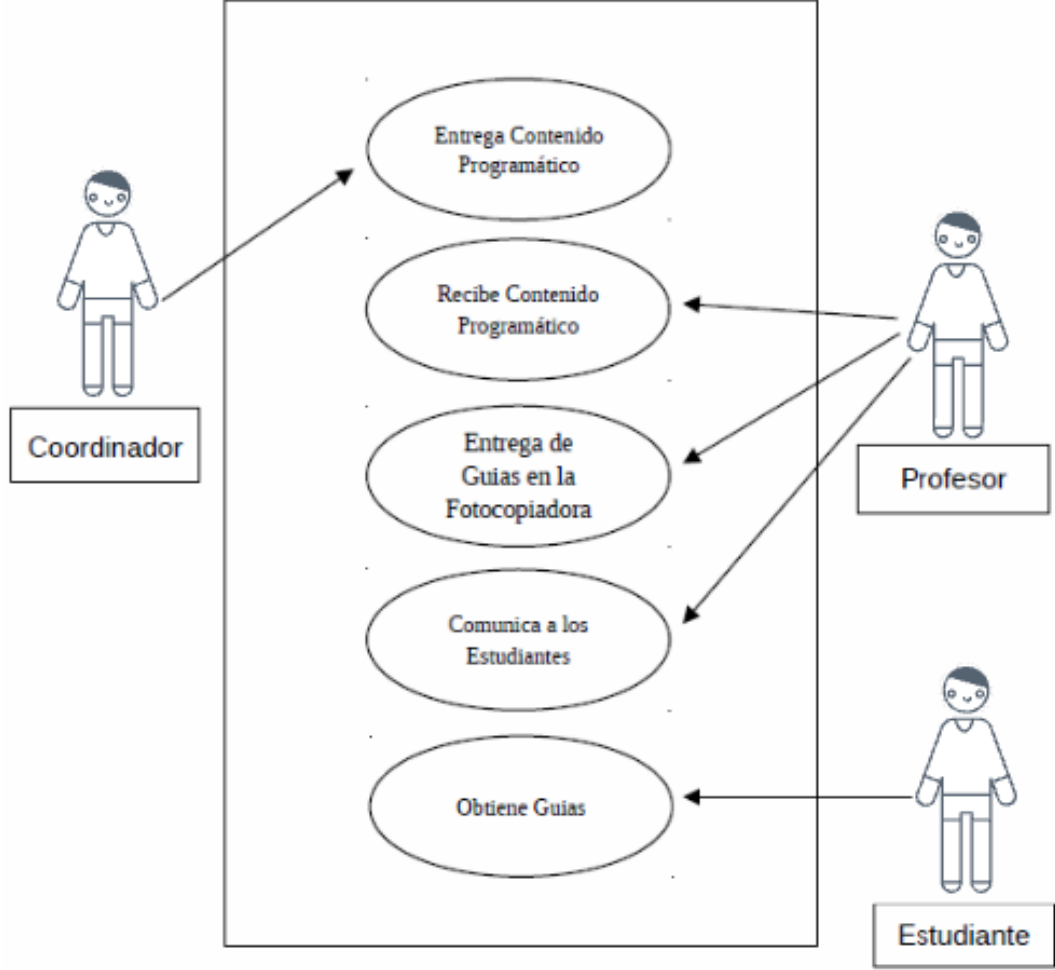 Entrega Contenido
Programático
Recibe Contenido
Programático
Entrega de
Guias en la
Fotocopiadora
Comunica a los
Estudiantes
Obtiene Guias
Coordinador
Profesor
Estudiante